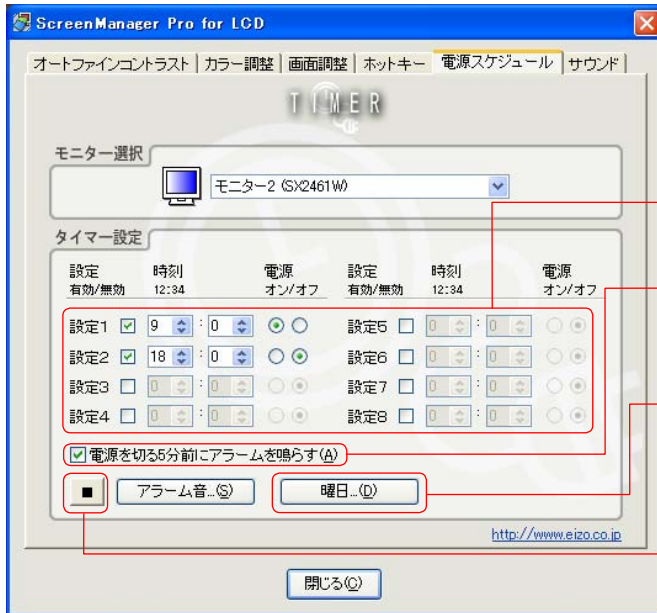 ScreenManager Pro for LCD
オートファインコントラスト カラー調整 画面調整 ホットキー 電源スケジュール サウンド
TIMER
モニター選択
モニター2 (SX2461W)
タイマー設定
設定 時刻 電源 設定 時刻 電源
有効/無効 12:34 オン/オフ 有効/無効 12:34 オン/オフ
設定1 9 : 0 設定5 0 : 0
設定2 18 : 0 設定6 0 : 0
設定3 0 : 0 設定7 0 : 0
設定4 0 : 0 設定8 0 : 0
電源を切る5分前にアラームを鳴らす(A)
アラーム音...(S) 曜日...(D)
http://www.eizo.co.jp
閉じる(C)